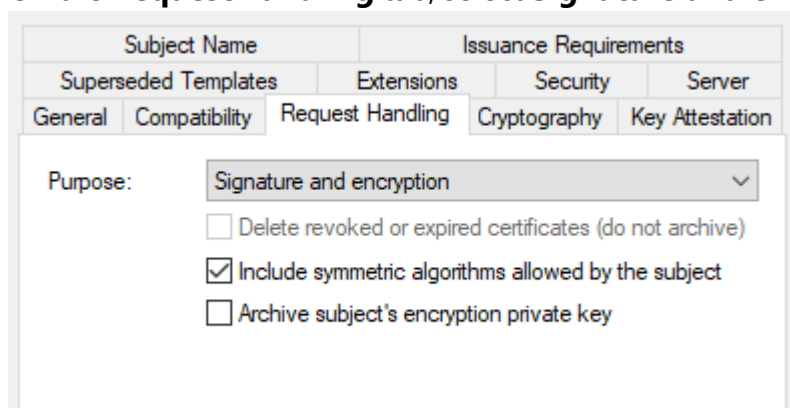 Subject Name Issuance Requirements
Superseded Templates Extensions Security Server
General Compatibility Request Handling Cryptography Key Attestation
Purpose: Signature and encryption
Delete revoked or expired certificates (do not archive)
Include symmetric algorithms allowed by the subject
Archive subject's encryption private key